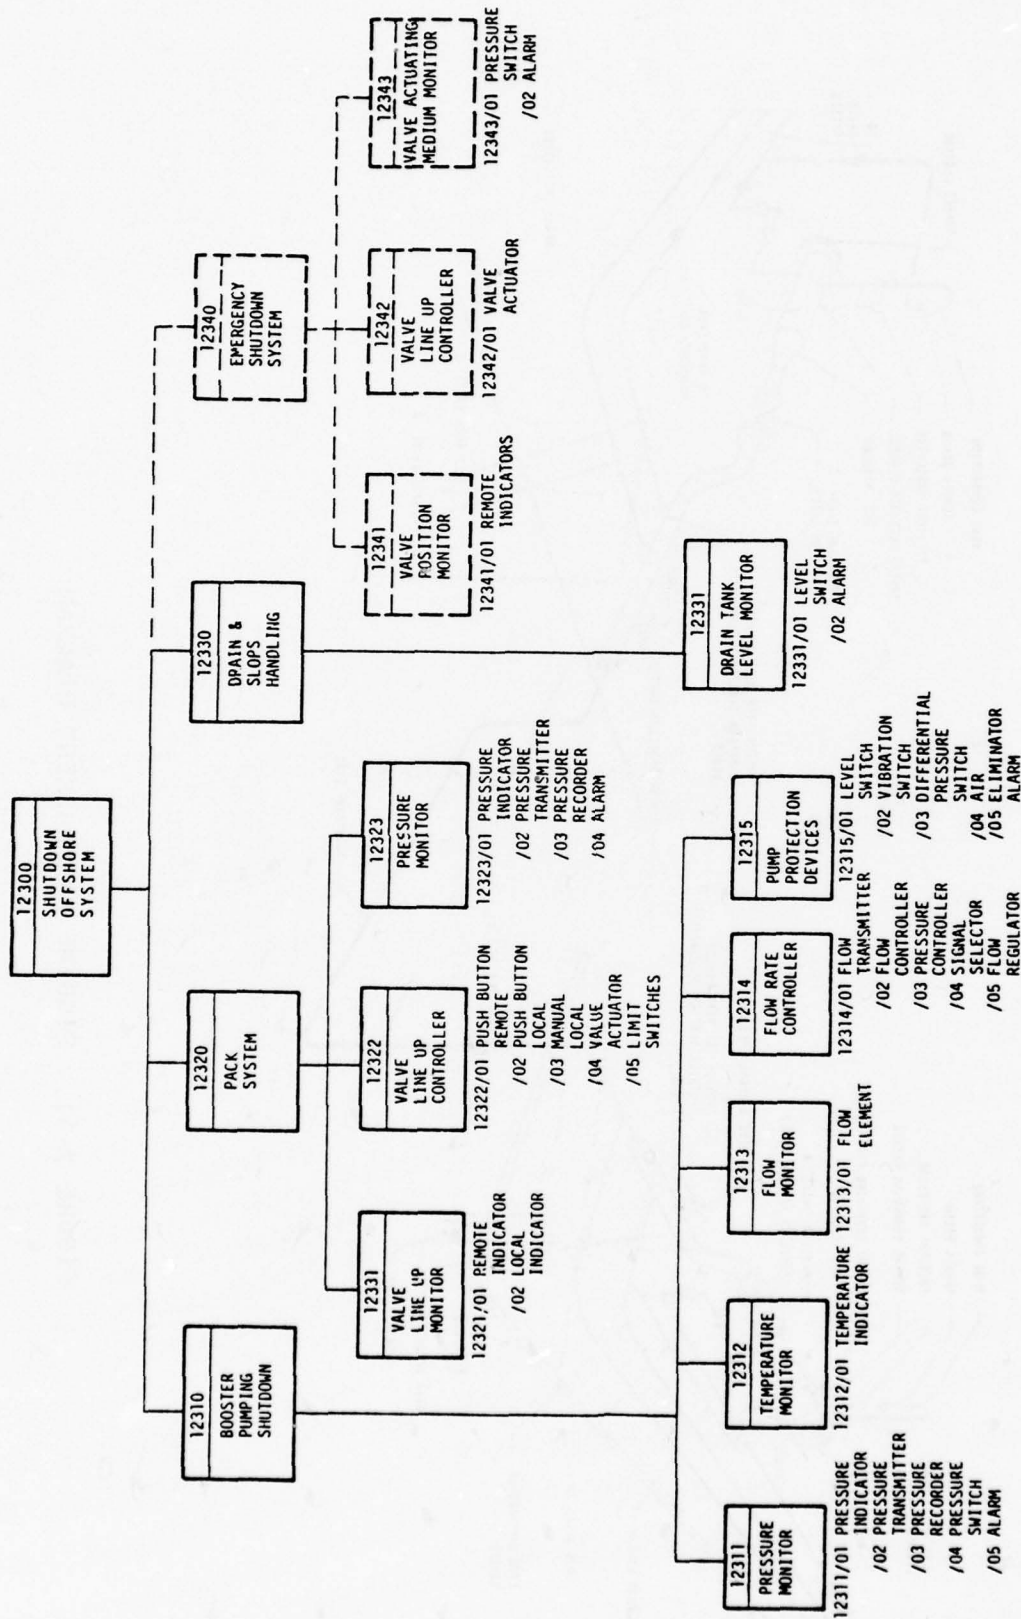 12300
SHUTDOWN
OFFSHORE
SYSTEM
12310
BOOSTER
PUMPING
SHUTDOWN
12320
PACK
SYSTEM
12330
DRAIN &
SLOPS
HANDLING
12340
EMERGENCY
SHUTDOWN
SYSTEM
12331
VALVE
LINE UP
MONITOR
12321/01 REMOTE
INDICATOR
/02 LOCAL
INDICATOR
12322
VALVE
LINE UP
CONTROLLER
12322/01 PUSH BUTTON
REMOTE
/02 PUSH BUTTON
LOCAL
/03 MANUAL
LOCAL
/04 VALUE
ACTUATOR
/05 LIMIT
SWITCHES
12323
PRESSURE
MONITOR
12323/01 PRESSURE
INDICATOR
/02 PRESSURE
TRANSMITTER
/03 PRESSURE
RECORDER
/04 ALARM
12341
VALVE
POSITION
MONITOR
12341/01 REMOTE
INDICATORS
12342
VALVE
LINE UP
CONTROLLER
12342/01 VALVE
ACTUATOR
12343
VALVE ACTUATING
MEDIUM MONITOR
12343/01 PRESSURE
SWITCH
/02 ALARM
12311
PRESSURE
MONITOR
12311/01 PRESSURE
INDICATOR
/02 PRESSURE
TRANSMITTER
/03 PRESSURE
RECORDER
/04 PRESSURE
SWITCH
/05 ALARM
12312
TEMPERATURE
MONITOR
12312/01 TEMPERATURE
INDICATOR
12313
FLOW
MONITOR
12313/01 FLOW
ELEMENT
12314
FLOW RATE
CONTROLLER
12314/01 FLOW
TRANSMITTER
/02 FLOW
CONTROLLER
/03 PRESSURE
CONTROLLER
/04 SIGNAL
SELECTOR
/05 FLOW
REGULATOR
12315
PUMP
PROTECTION
DEVICES
12315/01 LEVEL
SWITCH
/02 VIBRATION
SWITCH
/03 DIFFERENTIAL
PRESSURE
SWITCH
/04 AIR
/05 ELIMINATOR
ALARM
12331
DRAIN TANK
LEVEL MONITOR
12331/01 LEVEL
SWITCH
/02 ALARM